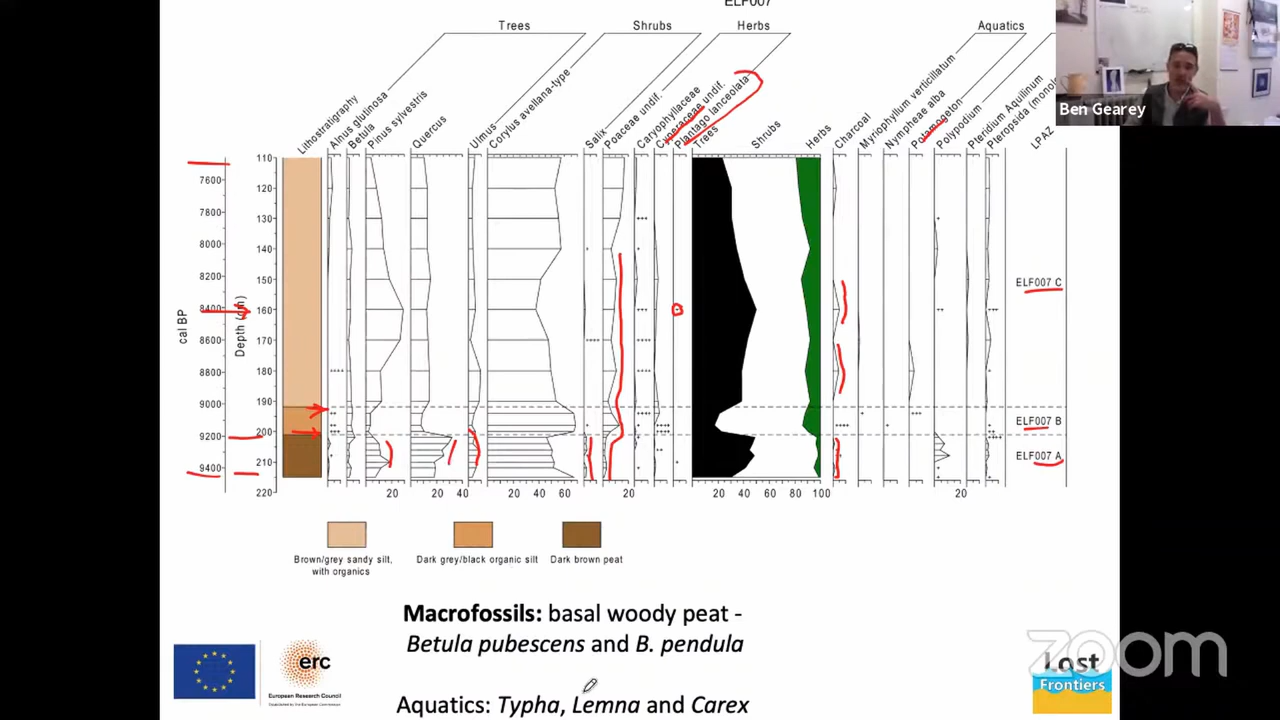 ELF007
Trees
Shrubs
Herbs
Aquatics
Lithostratigraphy
Alnus glutinosa
Betula
Pinus sylvestris
Quercus
Ulmus
Corylus avellana-type
Salix
Poaceae undif.
Caryophyllaceae
Cyperaceae undif.
Plantago lanceolata
Trees
Shrubs
Herbs
Charcoal
Myriophyllum verticillatum
Nympheae alba
Potamogeton
Polypodium
Pteridium Aquilinum
Pteropsida (monol
LPAZ
Ben Gearey
cal BP
7600
7800
8000
8200
8400
8600
8800
9000
9200
9400
Depth (cm)
110
120
130
140
150
160
170
180
190
200
210
220
ELF007 C
ELF007 B
ELF007 A
20
20
40
20
40
60
20
20
40
60
80
100
20
Brown/grey sandy silt,
with organics
Dark grey/black organic silt
Dark brown peat
Macrofossils: basal woody peat -
Betula pubescens and B. pendula
Aquatics: Typha, Lemna and Carex
erc
European Research Council
zoom
Lost
Frontiers